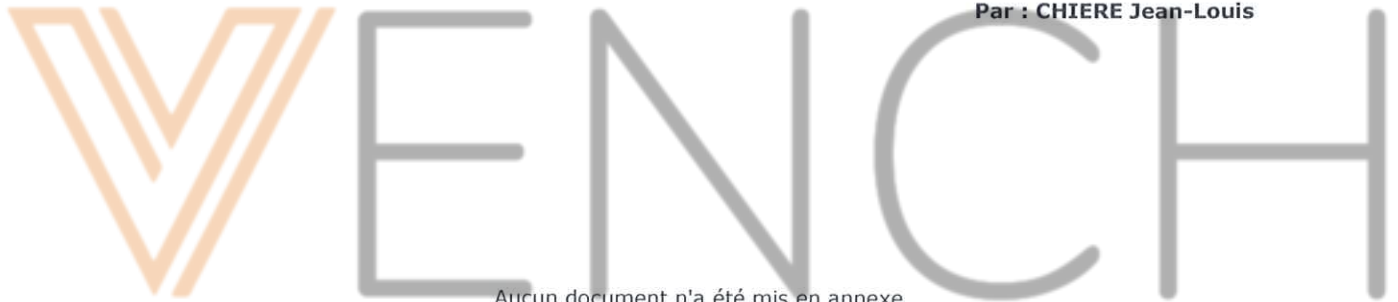 Par : CHIERE Jean-Louis
VENCH
Aucun document n'a été mis en annexe